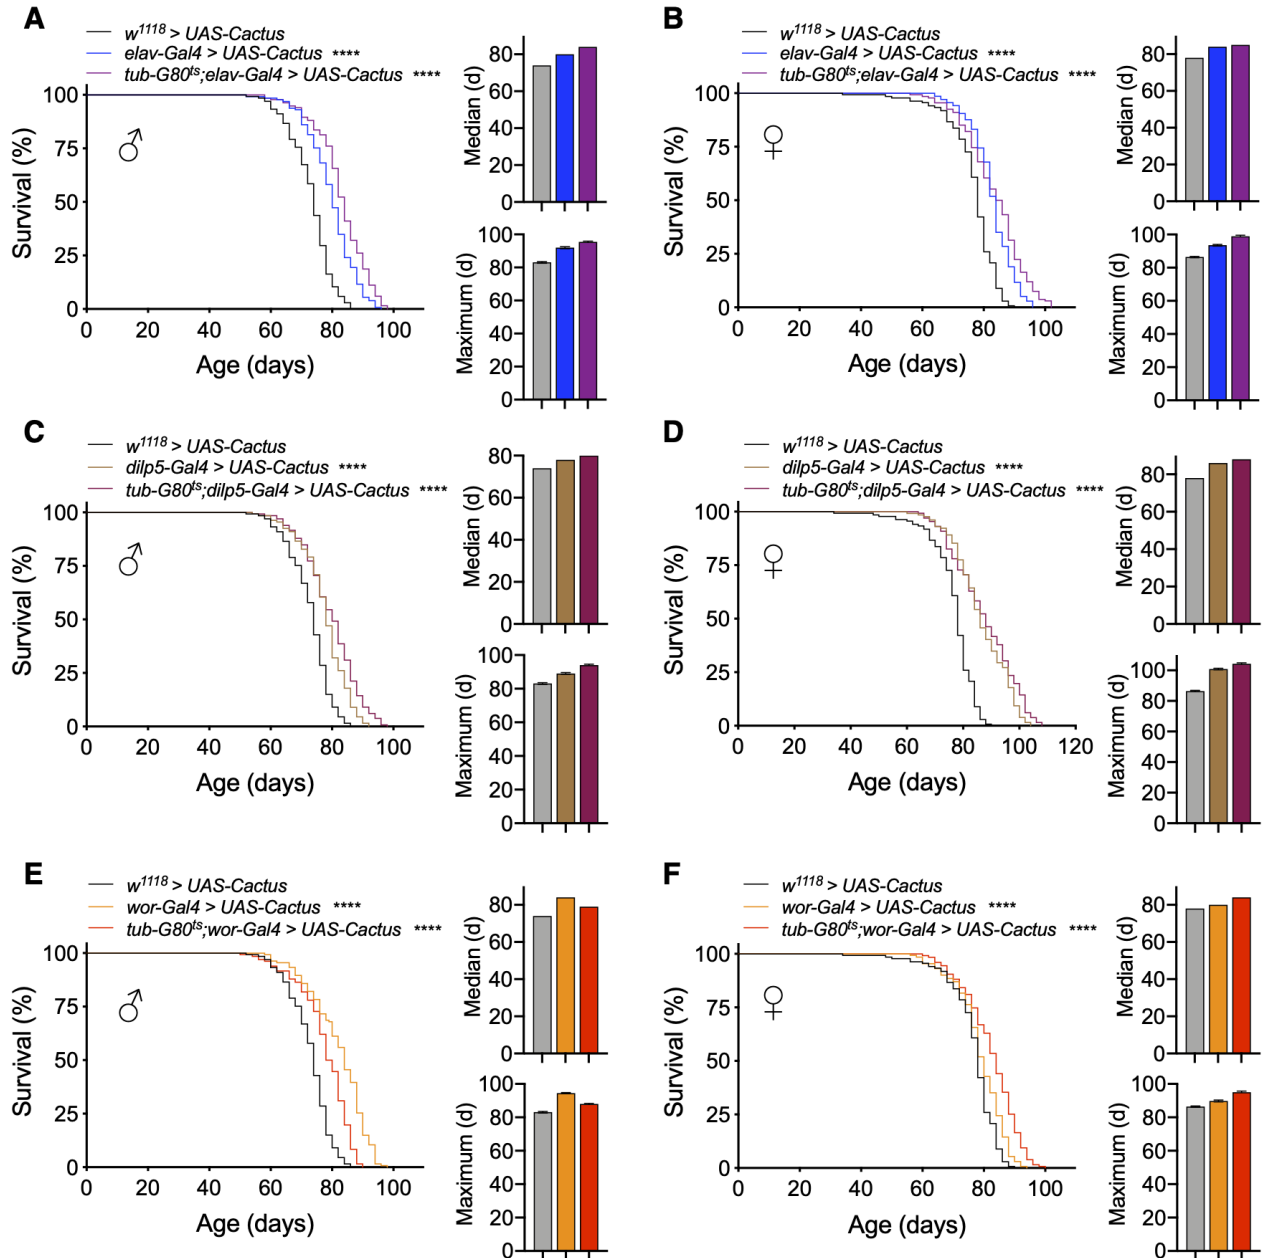 A
w1118 > UAS-Cactus
elav-Gal4 > UAS-Cactus ****
tub-G80ts;elav-Gal4 > UAS-Cactus ****
Survival (%)
100
75
50
25
0
♂
0 20 40 60 80 100
Age (days)
Median (d)
80
60
40
20
0
Maximum (d)
100
80
60
40
20
0
B
w1118 > UAS-Cactus
elav-Gal4 > UAS-Cactus ****
tub-G80ts;elav-Gal4 > UAS-Cactus ****
Survival (%)
100
75
50
25
0
♀
0 20 40 60 80 100
Age (days)
Median (d)
80
60
40
20
0
Maximum (d)
100
80
60
40
20
0
C
w1118 > UAS-Cactus
dilp5-Gal4 > UAS-Cactus ****
tub-G80ts;dilp5-Gal4 > UAS-Cactus ****
Survival (%)
100
75
50
25
0
♂
0 20 40 60 80 100
Age (days)
Median (d)
80
60
40
20
0
Maximum (d)
100
80
60
40
20
0
D
w1118 > UAS-Cactus
dilp5-Gal4 > UAS-Cactus ****
tub-G80ts;dilp5-Gal4 > UAS-Cactus ****
Survival (%)
100
75
50
25
0
♀
0 20 40 60 80 100 120
Age (days)
Median (d)
80
60
40
20
0
Maximum (d)
100
80
60
40
20
0
E
w1118 > UAS-Cactus
wor-Gal4 > UAS-Cactus ****
tub-G80ts;wor-Gal4 > UAS-Cactus ****
Survival (%)
100
75
50
25
0
♂
0 20 40 60 80 100
Age (days)
Median (d)
80
60
40
20
0
Maximum (d)
100
80
60
40
20
0
F
w1118 > UAS-Cactus
wor-Gal4 > UAS-Cactus ****
tub-G80ts;wor-Gal4 > UAS-Cactus ****
Survival (%)
100
75
50
25
0
♀
0 20 40 60 80 100
Age (days)
Median (d)
80
60
40
20
0
Maximum (d)
100
80
60
40
20
0